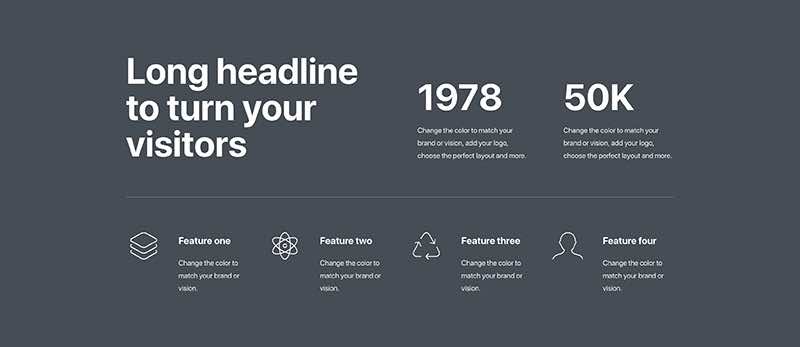 Long headline
to turn your
visitors
1978
Change the color to match your
brand or vision, add your logo,
choose the perfect layout and more.
50K
Change the color to match your
brand or vision, add your logo,
choose the perfect layout and more.
Feature one
Change the color to
match your brand or
vision.
Feature two
Change the color to
match your brand or
vision.
Feature three
Change the color to
match your brand or
vision.
Feature four
Change the color to
match your brand or
vision.